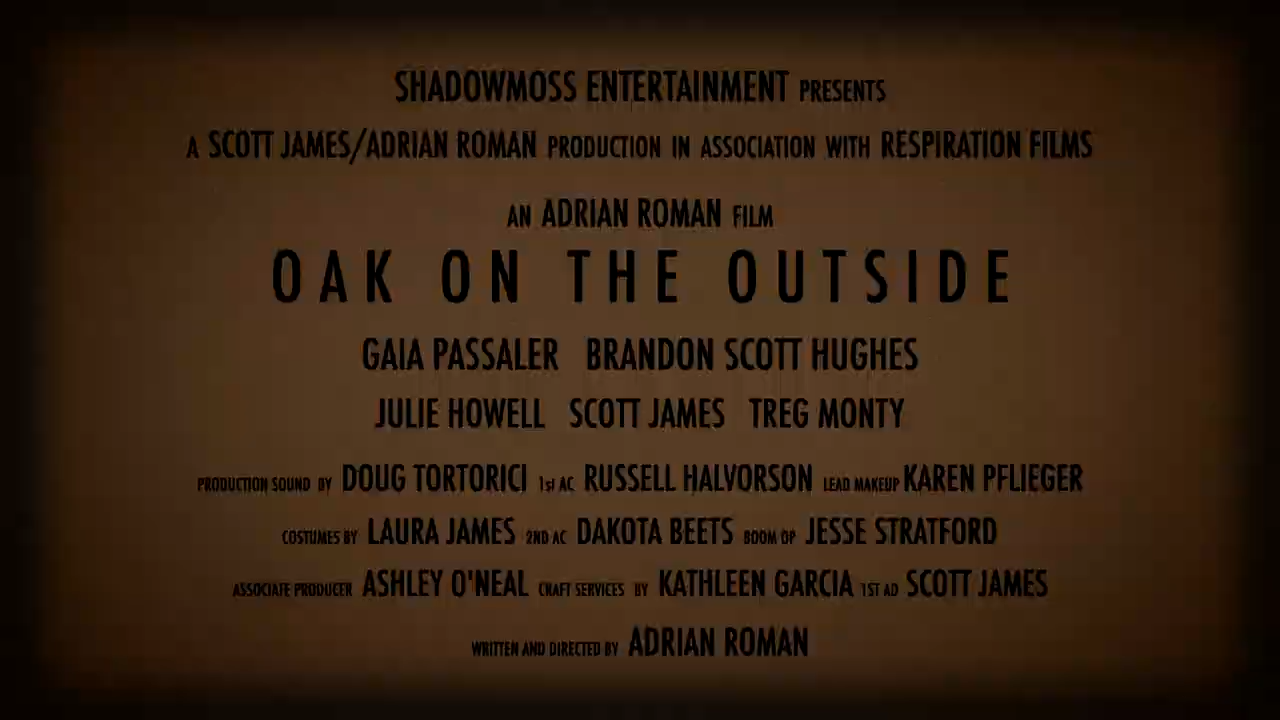 SHADOWMOSS ENTERTAINMENT PRESENTS
A SCOTT JAMES/ADRIAN ROMAN PRODUCTION IN ASSOCIATION WITH RESPIRATION FILMS
AN ADRIAN ROMAN FILM
OAK ON THE OUTSIDE
GAIA PASSALER BRANDON SCOTT HUGHES
JULIE HOWELL SCOTT JAMES TREG MONTY
PRODUCTION SOUND BY DOUG TORTORICI 1st AC RUSSELL HALVORSON LEAD MAKEUP KAREN PFLIEGER
COSTUMES BY LAURA JAMES 2ND AC DAKOTA BEETS BOOM OP JESSE STRATFORD
ASSOCIATE PRODUCER ASHLEY O'NEAL CRAFT SERVICES BY KATHLEEN GARCIA 1ST AD SCOTT JAMES
WRITTEN AND DIRECTED BY ADRIAN ROMAN